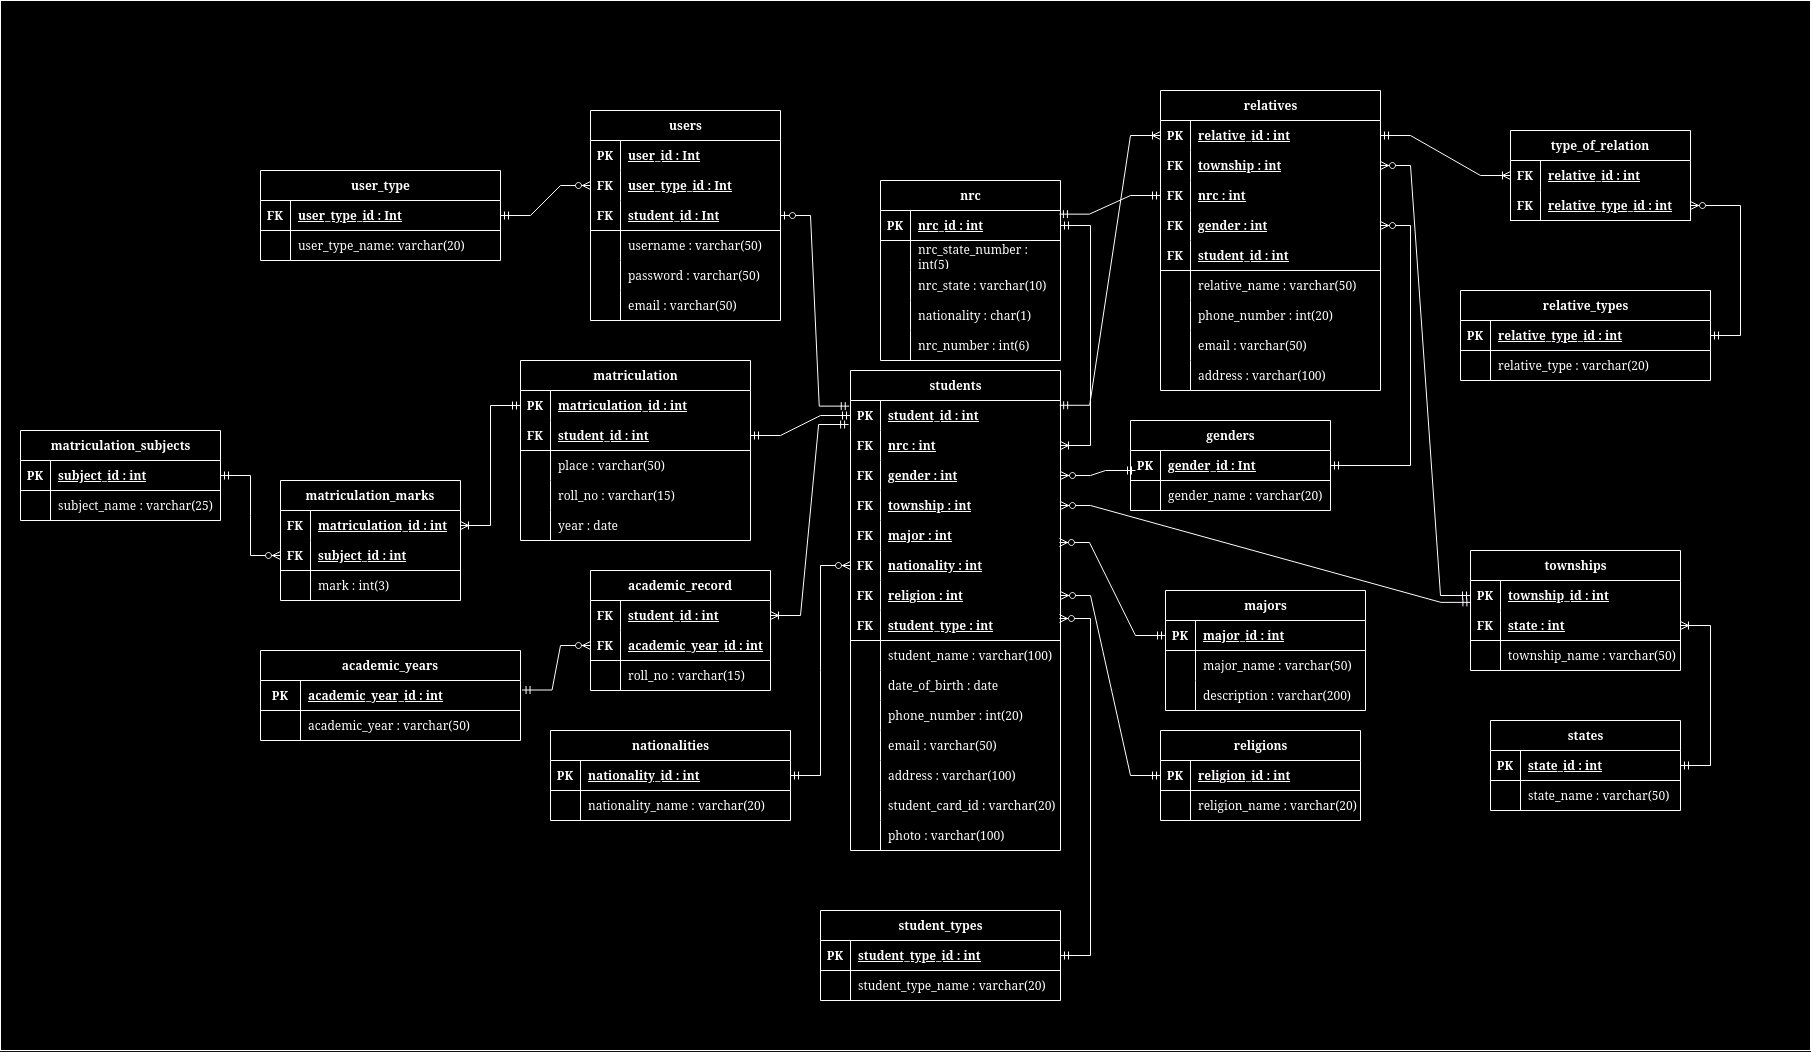 users
PK user_id : Int
FK user_type_id : Int
FK student_id : Int
username : varchar(50)
password : varchar(50)
email : varchar(50)
user_type
FK user_type_id : Int
user_type_name: varchar(20)
nrc
PK nrc_id : int
nrc_state_number :
int(5)
nrc_state : varchar(10)
nationality : char(1)
nrc_number : int(6)
relatives
PK relative_id : int
FK township : int
FK nrc : int
FK gender : int
FK student_id : int
relative_name : varchar(50)
phone_number : int(20)
email : varchar(50)
address : varchar(100)
type_of_relation
FK relative_id : int
FK relative_type_id : int
relative_types
PK relative_type_id : int
relative_type : varchar(20)
matriculation
PK matriculation_id : int
FK student_id : int
place : varchar(50)
roll_no : varchar(15)
year : date
matriculation_subjects
PK subject_id : int
subject_name : varchar(25)
matriculation_marks
FK matriculation_id : int
FK subject_id : int
mark : int(3)
students
PK student_id : int
FK nrc : int
FK gender : int
FK township : int
FK major : int
FK nationality : int
FK religion : int
FK student_type : int
student_name : varchar(100)
date_of_birth : date
phone_number : int(20)
email : varchar(50)
address : varchar(100)
student_card_id : varchar(20)
photo : varchar(100)
genders
PK gender_id : Int
gender_name : varchar(20)
academic_record
FK student_id : int
FK academic_year_id : int
roll_no : varchar(15)
academic_years
PK academic_year_id : int
academic_year : varchar(50)
nationalities
PK nationality_id : int
nationality_name : varchar(20)
majors
PK major_id : int
major_name : varchar(50)
description : varchar(200)
religions
PK religion_id : int
religion_name : varchar(20)
townships
PK township_id : int
FK state : int
township_name : varchar(50)
states
PK state_id : int
state_name : varchar(50)
student_types
PK student_type_id : int
student_type_name : varchar(20)